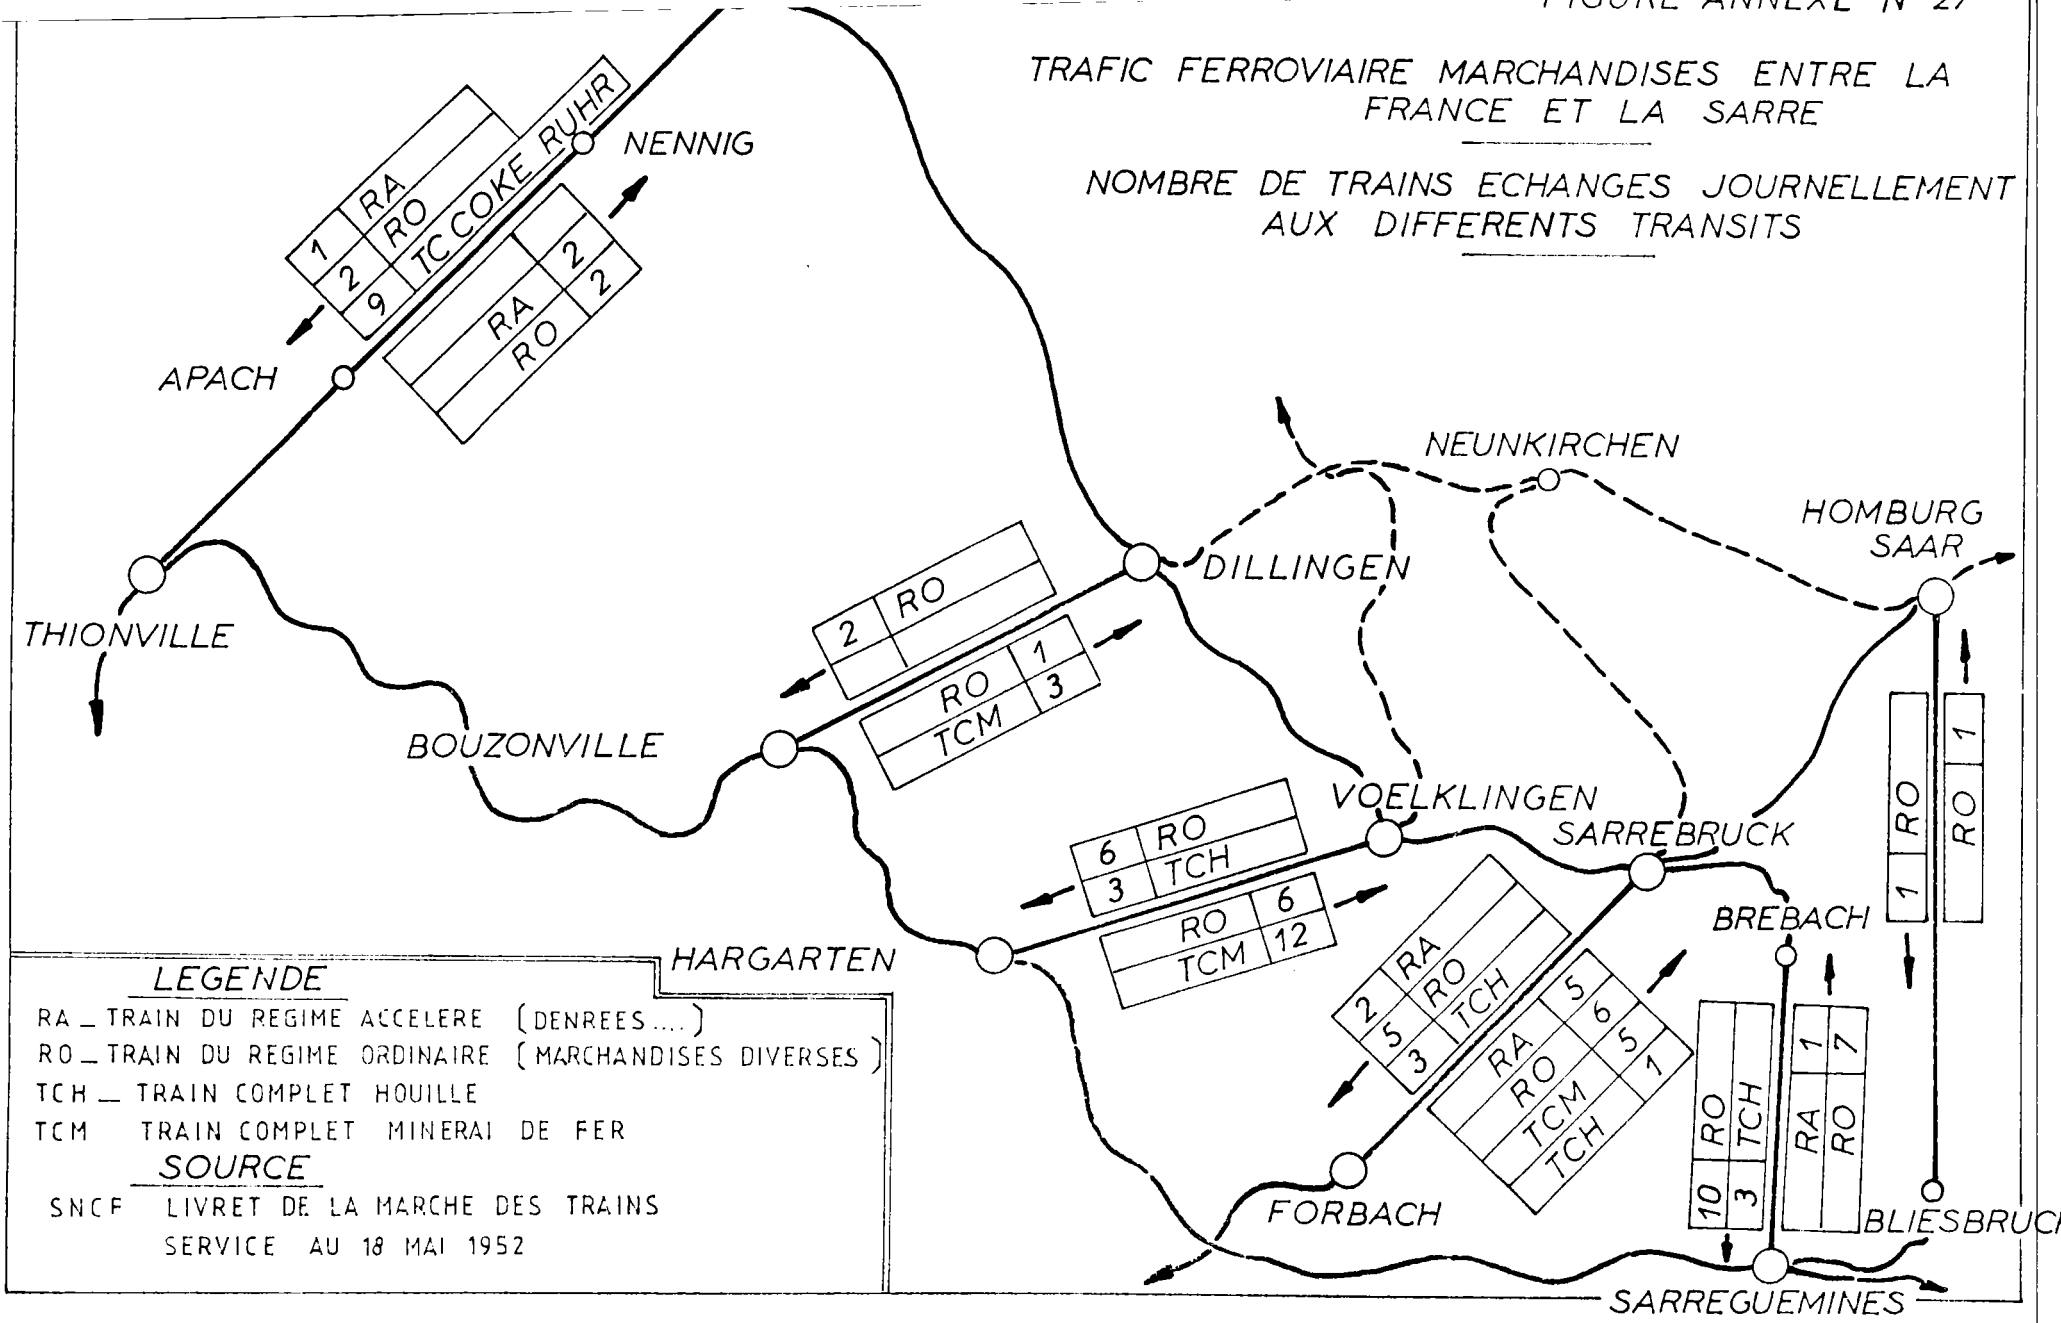 FIGURE ANNEXE N° 27
TRAFIC FERROVIAIRE MARCHANDISES ENTRE LA
FRANCE ET LA SARRE
NOMBRE DE TRAINS ECHANGES JOURNELLEMENT
AUX DIFFERENTS TRANSITS
NENNIG
1 RA
2 RO
9 TC COKE RUHR
RA 2
RO 2
APACH
THIONVILLE
NEUNKIRCHEN
HOMBURG
SAAR
DILLINGEN
2 RO
RO 1
TCM 3
BOUZONVILLE
VOELKLINGEN
6 RO
3 TCH
RO 6
TCM 12
HARGARTEN
SARREBRUCK
2 RA
5 RO
3 TCH
RA 5
RO 6
TCM 5
TCH 1
FORBACH
BREBACH
10 RO
3 TCH
RA 1
RO 7
1 RO
RO 1
BLIESBRUCK
SARREGUEMINES
LEGENDE
RA _ TRAIN DU REGIME ACCELERE (DENREES....)
RO _ TRAIN DU REGIME ORDINAIRE (MARCHANDISES DIVERSES)
TCH _ TRAIN COMPLET HOUILLE
TCM TRAIN COMPLET MINERAI DE FER
SOURCE
SNCF LIVRET DE LA MARCHE DES TRAINS
SERVICE AU 18 MAI 1952